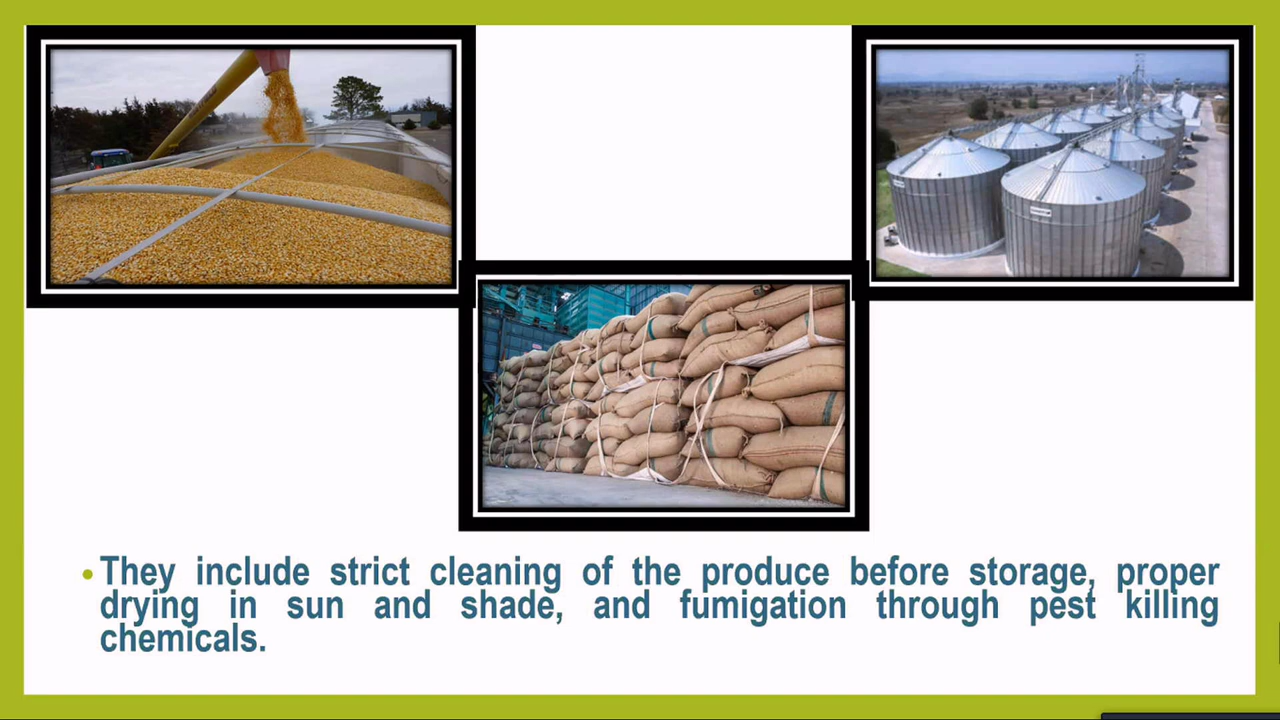 • They include strict cleaning of the produce before storage, proper
drying in sun and shade, and fumigation through pest killing
chemicals.